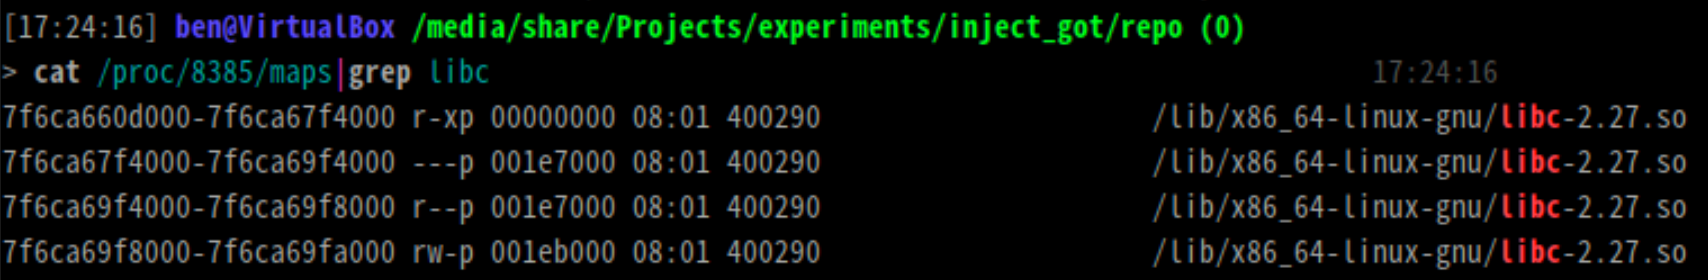 [17:24:16] ben@VirtualBox /media/share/Projects/experiments/inject_got/repo (0)
> cat /proc/8385/maps|grep libc 17:24:16
7f6ca660d000-7f6ca67f4000 r-xp 00000000 08:01 400290 /lib/x86_64-linux-gnu/libc-2.27.so
7f6ca67f4000-7f6ca69f4000 ---p 001e7000 08:01 400290 /lib/x86_64-linux-gnu/libc-2.27.so
7f6ca69f4000-7f6ca69f8000 r--p 001e7000 08:01 400290 /lib/x86_64-linux-gnu/libc-2.27.so
7f6ca69f8000-7f6ca69fa000 rw-p 001eb000 08:01 400290 /lib/x86_64-linux-gnu/libc-2.27.so